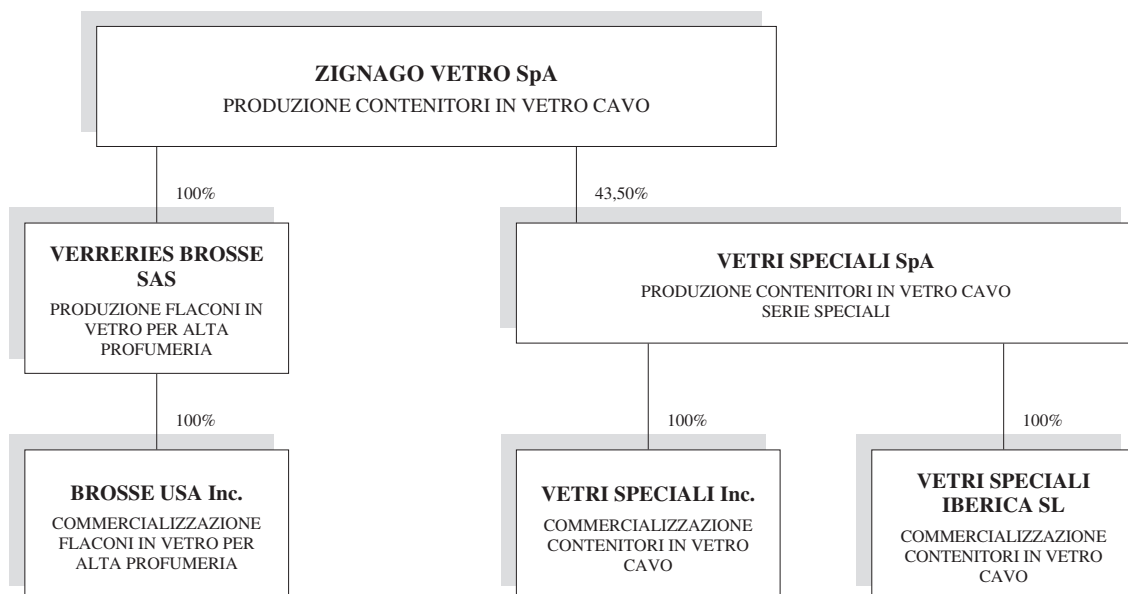 ZIGNAGO VETRO SpA
PRODUZIONE CONTENITORI IN VETRO CAVO
100%
43,50%
VERRERIES BROSSE
SAS
PRODUZIONE FLACONI IN
VETRO PER ALTA
PROFUMERIA
VETRI SPECIALI SpA
PRODUZIONE CONTENITORI IN VETRO CAVO
SERIE SPECIALI
100%
100%
100%
BROSSE USA Inc.
COMMERCIALIZZAZIONE
FLACONI IN VETRO PER
ALTA PROFUMERIA
VETRI SPECIALI Inc.
COMMERCIALIZZAZIONE
CONTENITORI IN VETRO
CAVO
VETRI SPECIALI
IBERICA SL
COMMERCIALIZZAZIONE
CONTENITORI IN VETRO
CAVO